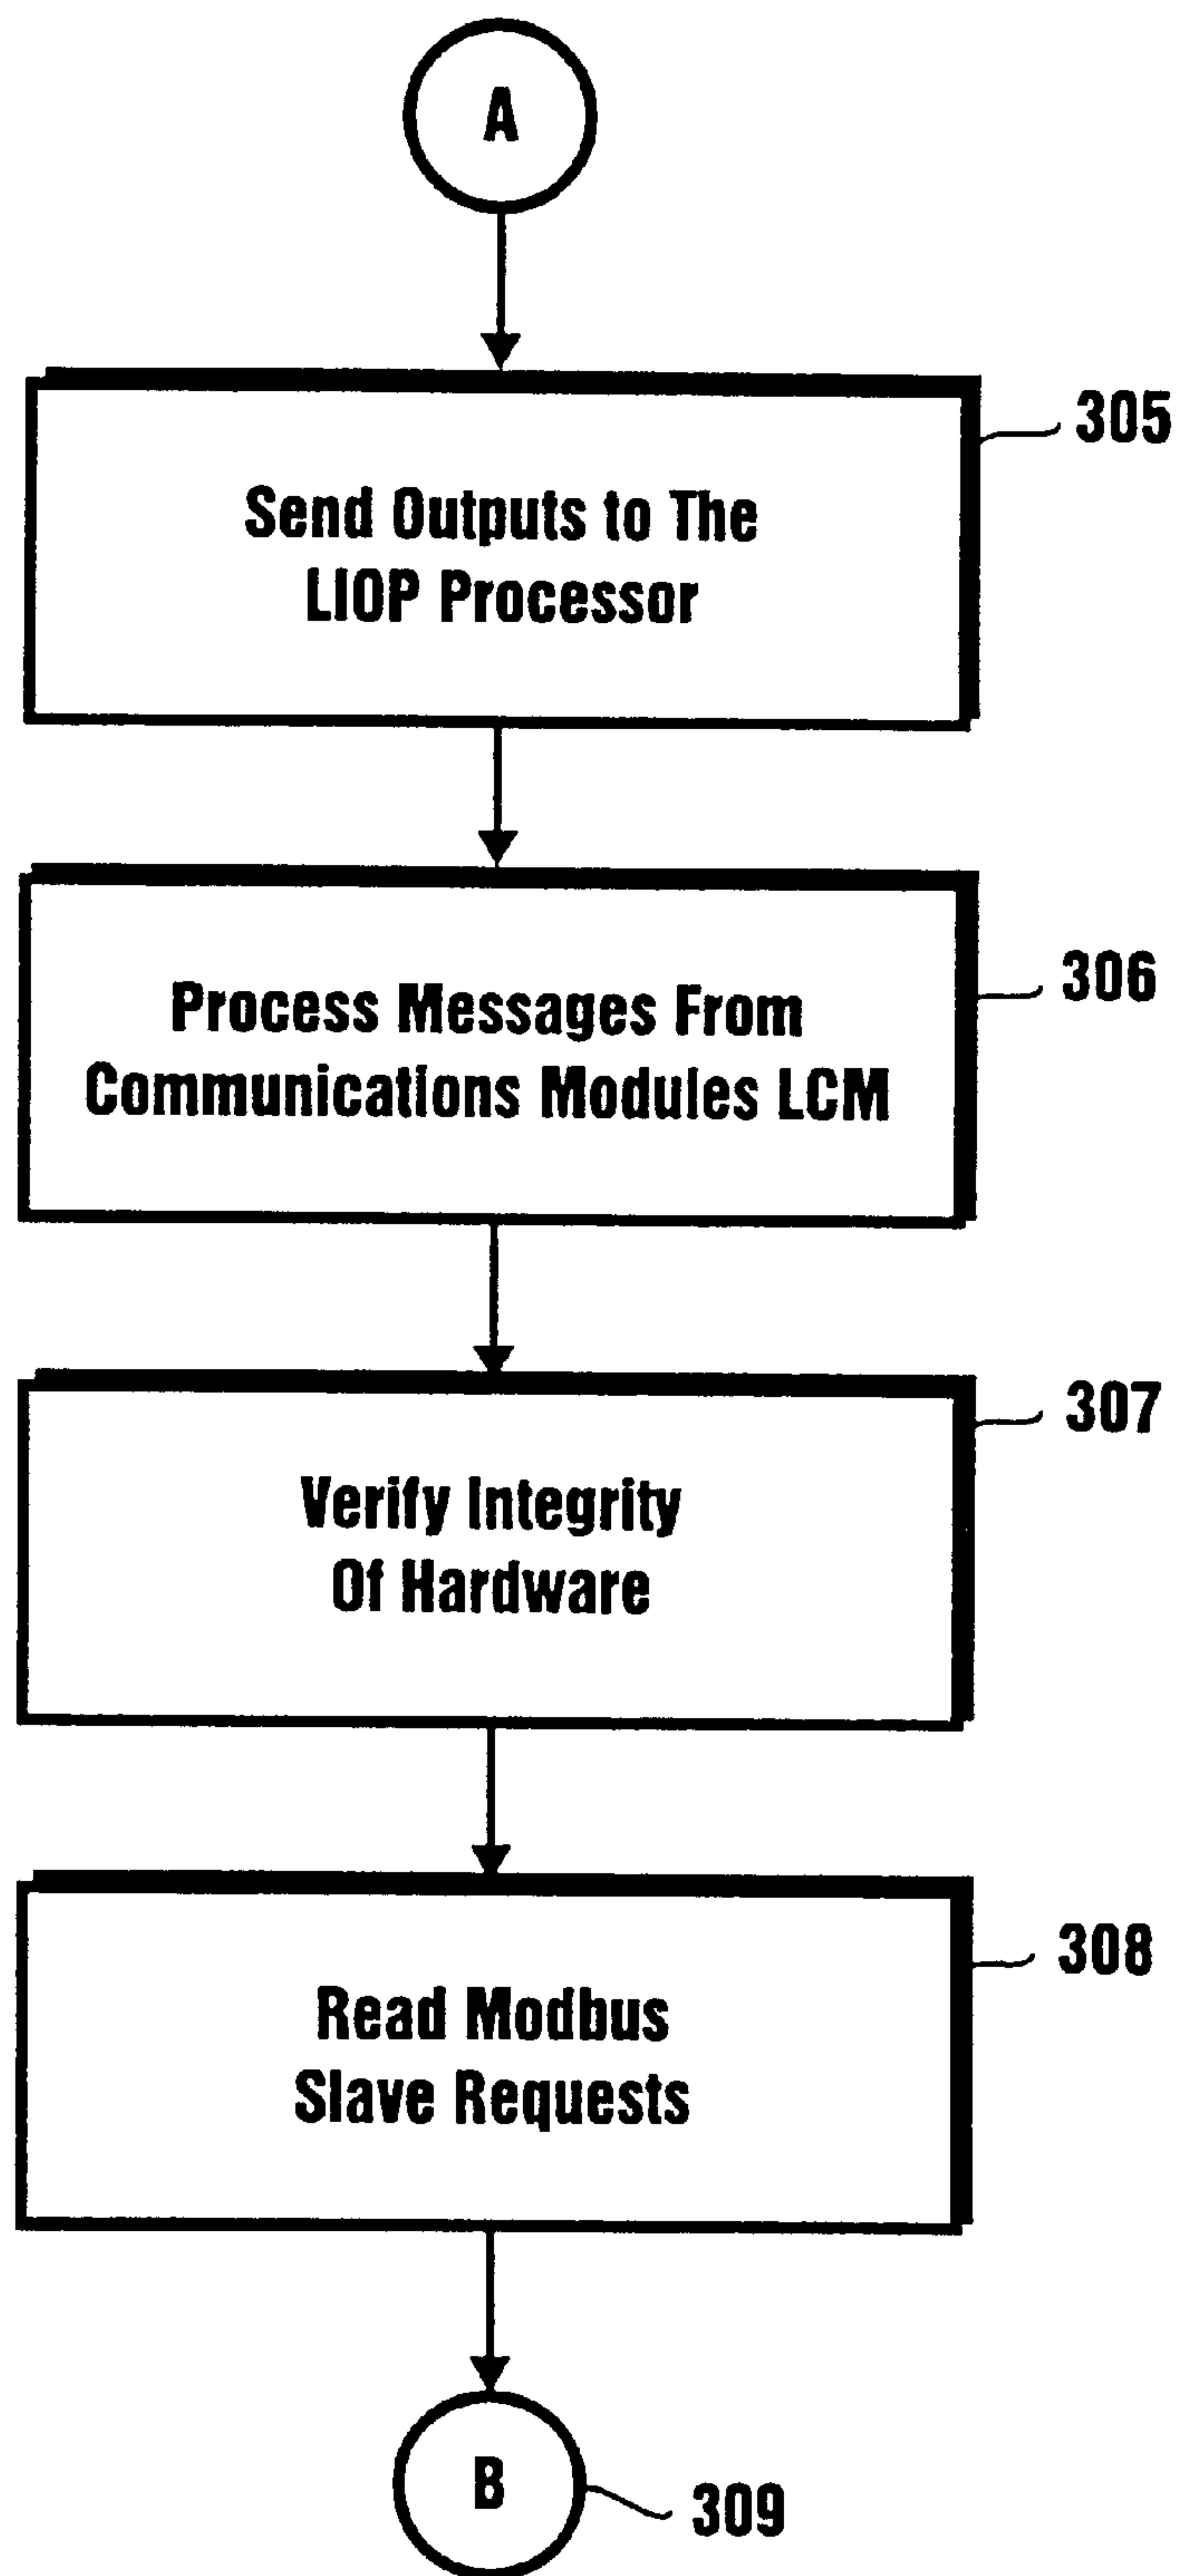 A
305
Send Outputs to The
LIOP Processor
306
Process Messages From
Communications Modules LCM
307
Verify Integrity
Of Hardware
308
Read Modbus
Slave Requests
B
309